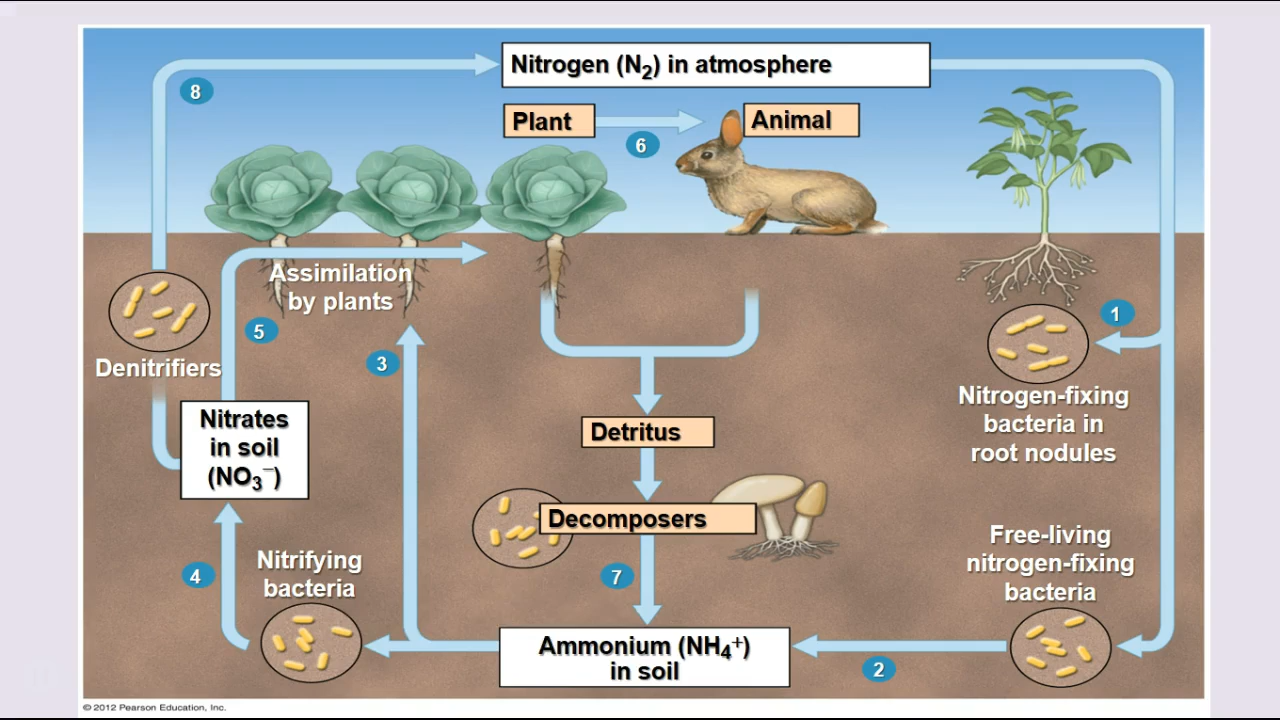 Nitrogen (N₂) in atmosphere
8
Plant
6
Animal
Assimilation
by plants
5
3
1
Denitrifiers
Nitrates
in soil
(NO₃⁻)
Nitrogen-fixing
bacteria in
root nodules
Detritus
Decomposers
Free-living
nitrogen-fixing
bacteria
Nitrifying
bacteria
4
7
Ammonium (NH₄⁺)
in soil
2
© 2012 Pearson Education, Inc.